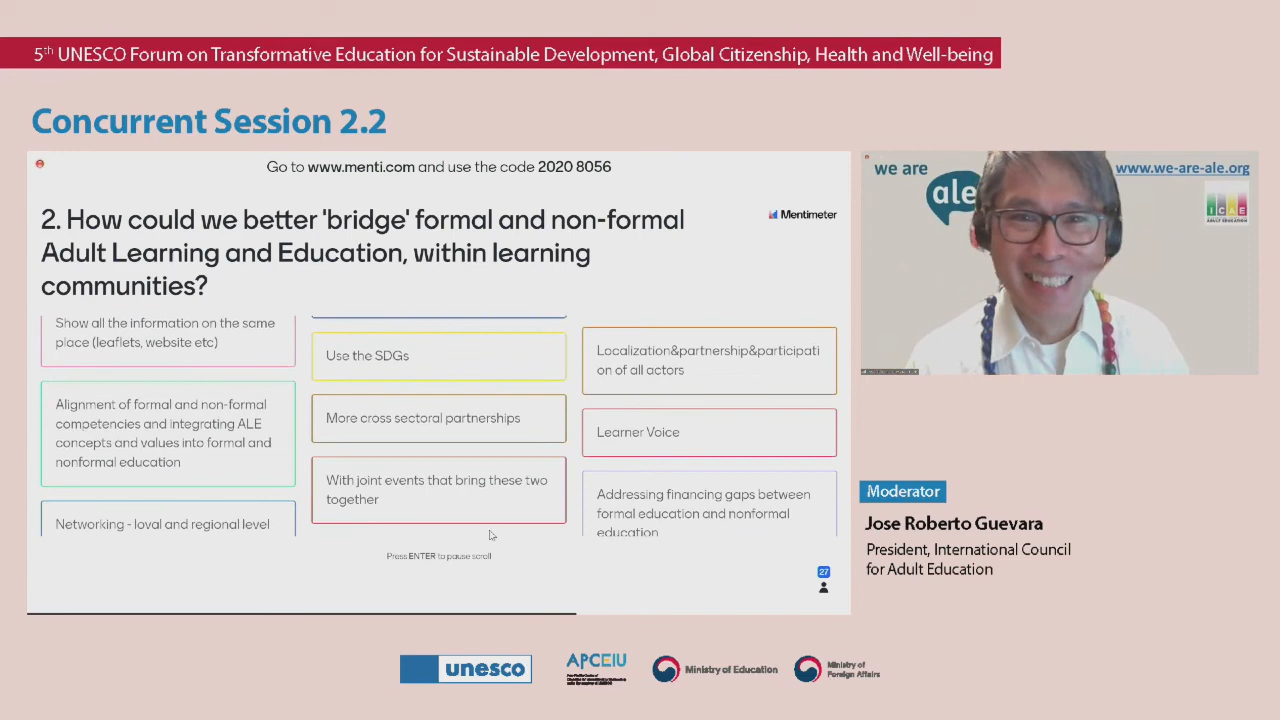 5th UNESCO Forum on Transformative Education for Sustainable Development, Global Citizenship, Health and Well-being
Concurrent Session 2.2
Go to www.menti.com and use the code 2020 8056
2. How could we better 'bridge' formal and non-formal
Adult Learning and Education, within learning
communities?
Mentimeter
Show all the information on the same
place (leaflets, website etc)
Alignment of formal and non-formal
competencies and integrating ALE
concepts and values into formal and
nonformal education
Networking - loval and regional level
Use the SDGs
More cross sectoral partnerships
With joint events that bring these two
together
Localization&partnership&participati
on of all actors
Learner Voice
Addressing financing gaps between
formal education and nonformal
education
Press ENTER to pause scroll
27
we are
ale
www.we-are-ale.org
ICAE
ADULT EDUCATION
Moderator
Jose Roberto Guevara
President, International Council
for Adult Education
unesco
APCEIU
Ministry of Education
Ministry of
Foreign Affairs